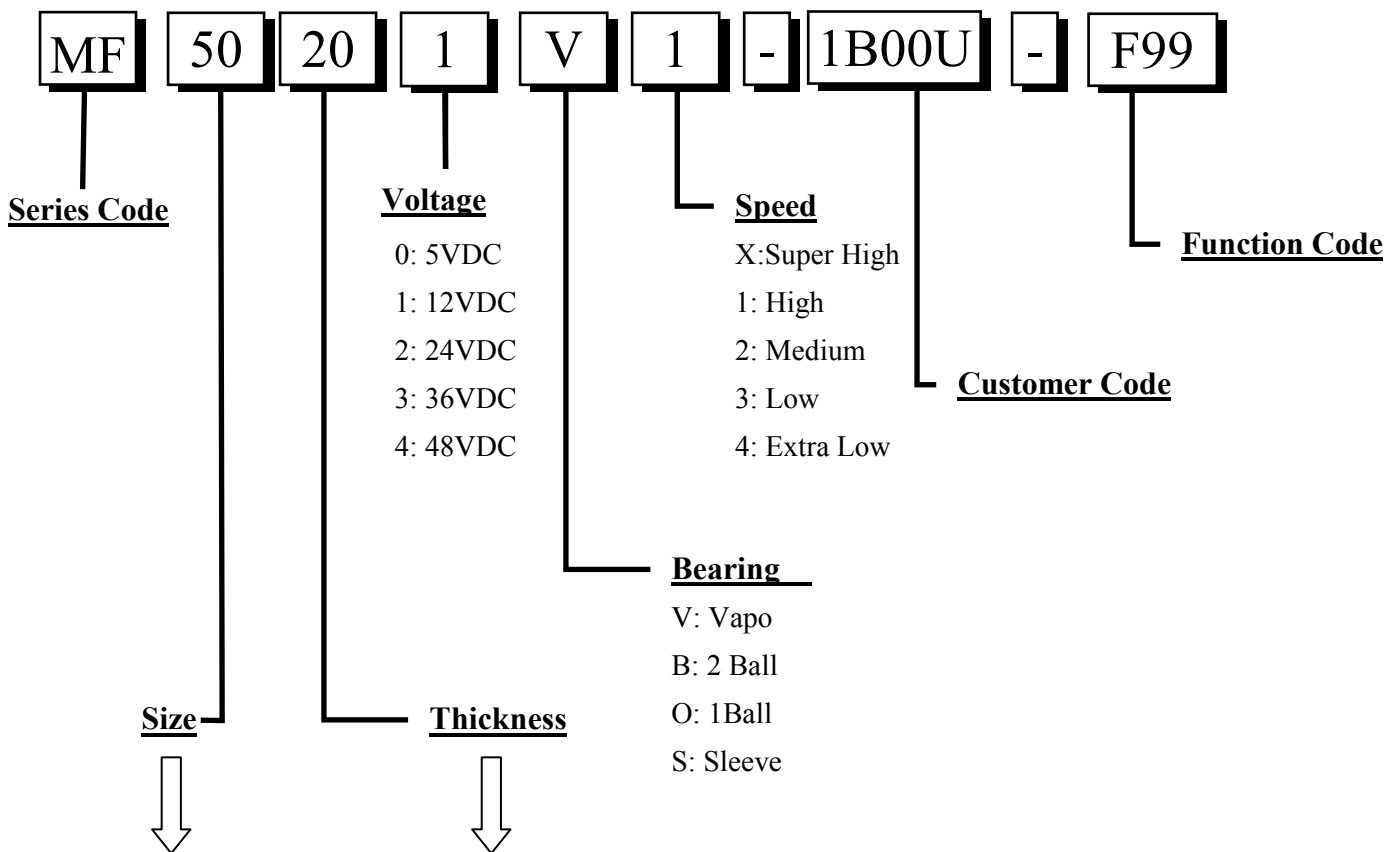 MF 50 20 1 V 1 - 1B00U - F99
Series Code
Voltage
0: 5VDC
1: 12VDC
2: 24VDC
3: 36VDC
4: 48VDC
Speed
X:Super High
1: High
2: Medium
3: Low
4: Extra Low
Function Code
Customer Code
Bearing
V: Vapo
B: 2 Ball
O: 1Ball
S: Sleeve
Size
Thickness